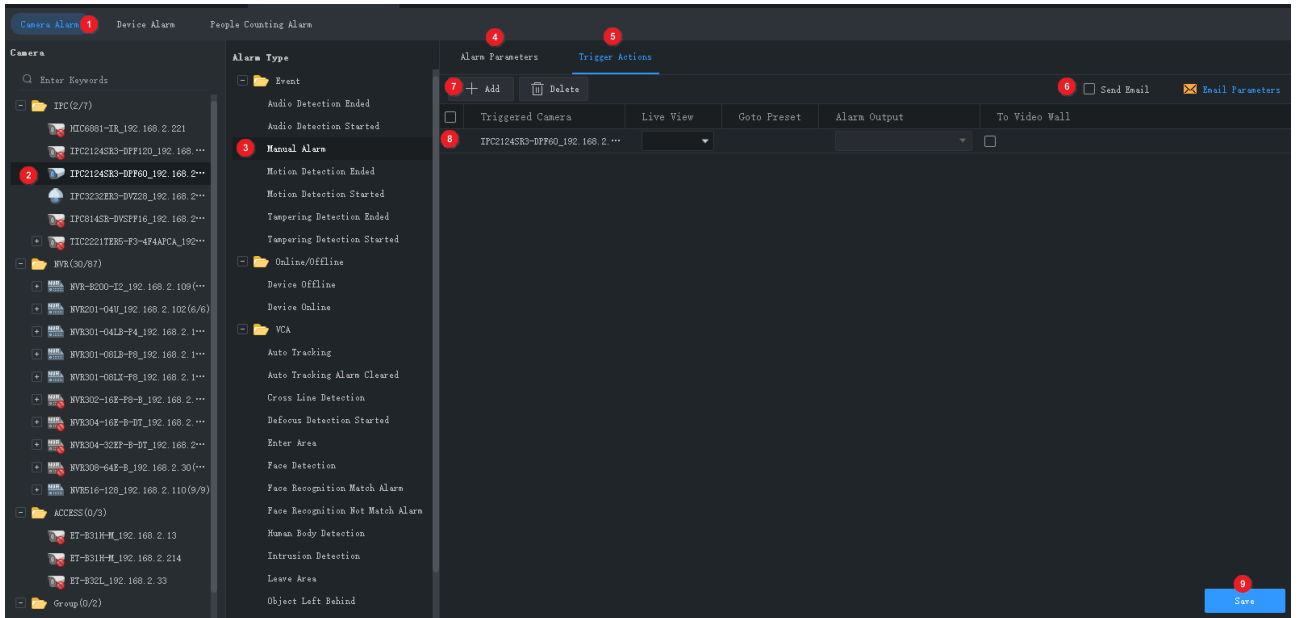 Camera Alarm 1 Device Alarm People Counting Alarm
Camera
Enter Keywords
IPC(2/7)
HIC6881-IR_192.168.2.221
IPC2124SR3-DPF120_192.168.···
2 IPC2124SR3-DPF60_192.168.2···
IPC3232ER3-DVZ28_192.168.2···
IPC814SR-DVSPF16_192.168.2···
TIC2221TER5-F3-4F4APCA_192···
NVR(30/87)
NVR-B200-I2_192.168.2.109(···
NVR201-04U_192.168.2.102(6/6)
NVR301-04LB-P4_192.168.2.1···
NVR301-08LB-P8_192.168.2.1···
NVR301-08LX-P8_192.168.2.1···
NVR302-16E-P8-B_192.168.2.···
NVR304-16E-B-DT_192.168.2.···
NVR304-32EP-B-DT_192.168.2···
NVR308-64E-B_192.168.2.30(···
NVR516-128_192.168.2.110(9/9)
ACCESS(0/3)
ET-B31H-M_192.168.2.13
ET-B31H-M_192.168.2.214
ET-B32L_192.168.2.33
Group(0/2)
Alarm Type
Event
Audio Detection Ended
Audio Detection Started
3 Manual Alarm
Motion Detection Ended
Motion Detection Started
Tampering Detection Ended
Tampering Detection Started
Online/Offline
Device Offline
Device Online
VCA
Auto Tracking
Auto Tracking Alarm Cleared
Cross Line Detection
Defocus Detection Started
Enter Area
Face Detection
Face Recognition Match Alarm
Face Recognition Not Match Alarm
Human Body Detection
Intrusion Detection
Leave Area
Object Left Behind
4 5
Alarm Parameters Trigger Actions
7 Add Delete 6 Send Email Email Parameters
Triggered Camera Live View Goto Preset Alarm Output To Video Wall
8 IPC2124SR3-DPF60_192.168.2.···
9
Save